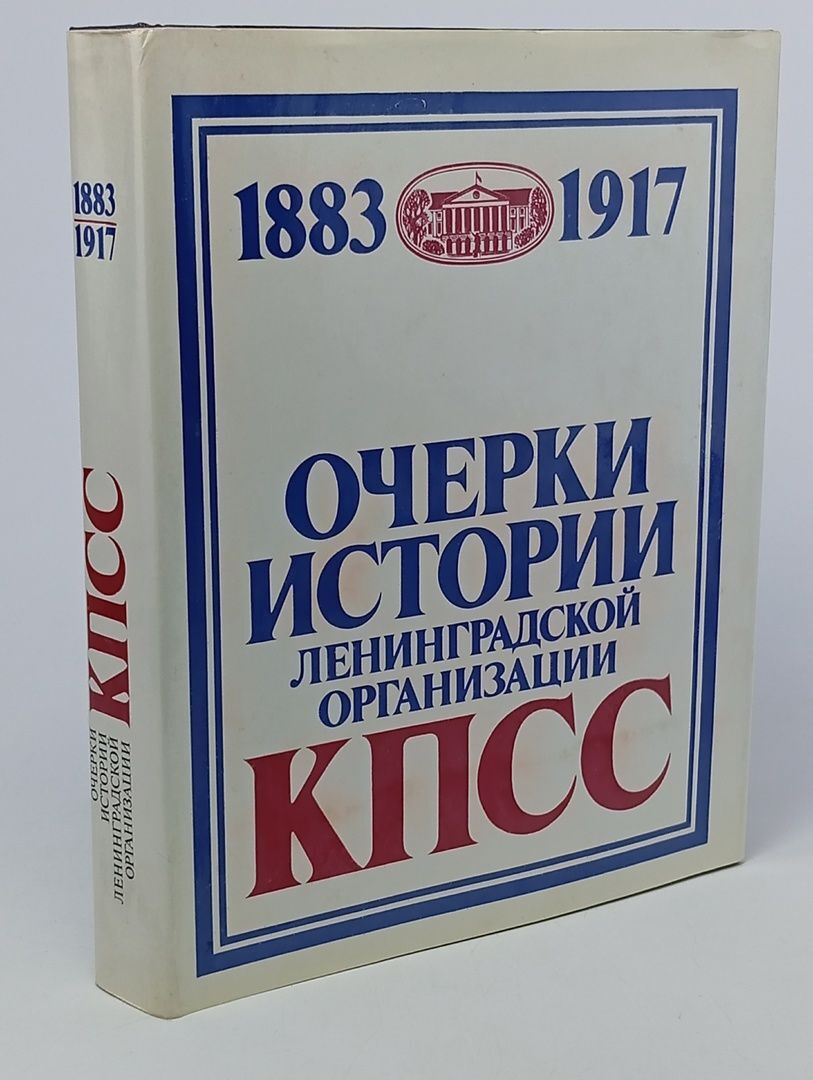 1883 1917
ОЧЕРКИ
ИСТОРИИ
ЛЕНИНГРАДСКОЙ
ОРГАНИЗАЦИИ
КПСС
1883
1917
КПСС
ОЧЕРКИ
ИСТОРИИ
ЛЕНИНГРАДСКОЙ
ОРГАНИЗАЦИИ